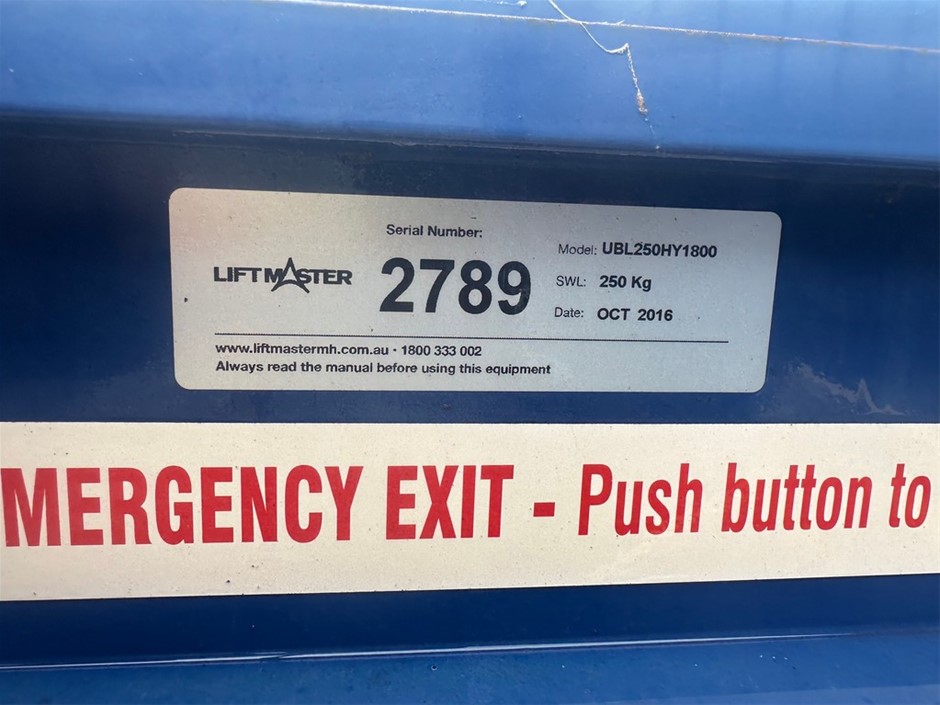 Serial Number:
LIFTMASTER
2789
Model: UBL250HY1800
SWL: 250 Kg
Date: OCT 2016
www.liftmastermh.com.au · 1800 333 002
Always read the manual before using this equipment
MERGENCY EXIT - Push button to